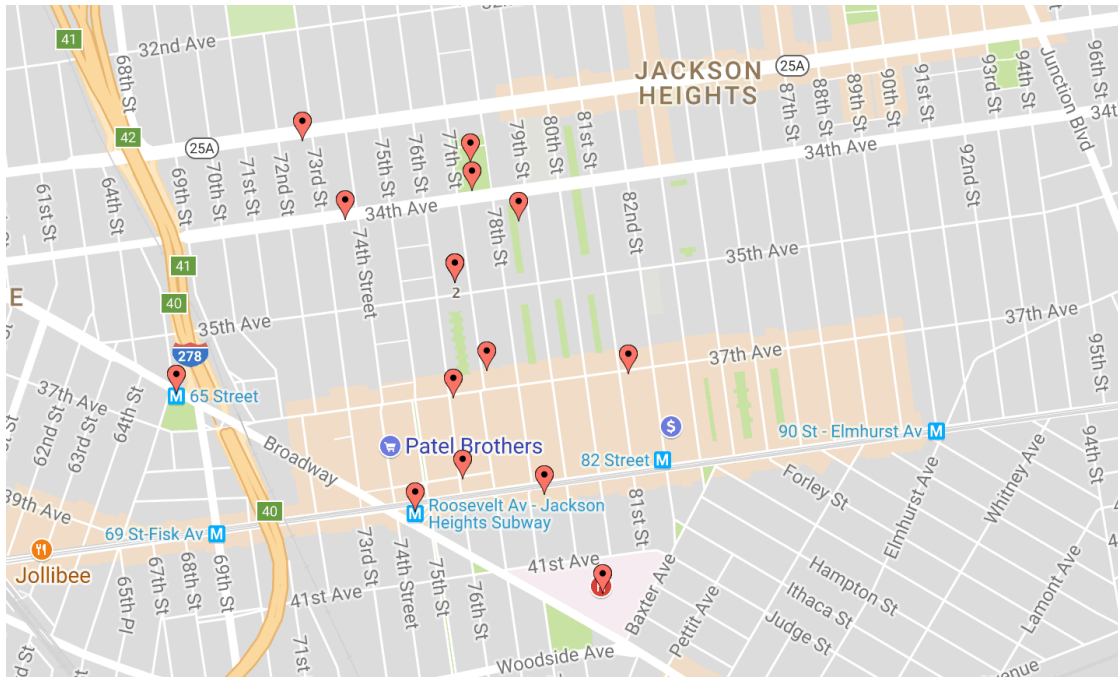 41
32nd Ave
68th St
25A
JACKSON
HEIGHTS
87th St
88th St
89th St
90th St
91st St
93rd St
94th St
96th St
Junction Blvd
42
25A
61st St
64th St
69th St
70th St
71st St
72nd St
73rd St
75th St
76th St
77th St
79th St
80th St
81st St
34th Ave
34t
92nd St
34th Ave
78th St
82nd St
74th Street
41
35th Ave
E
40
2
35th Ave
278
37th Ave
37th Ave
95th St
37th Ave
65 Street
62nd St
63rd St
64th St
Broadway
Patel Brothers
$
M
90 St - Elmhurst Av
M
82 Street
M
94th St
39th Ave
40
M
Roosevelt Av - Jackson
Heights Subway
81st St
Forley St
Elmhurst Ave
Whitney Ave
69 St-Fisk Av
M
Jollibee
65th Pl
67th St
68th St
69th St
73rd St
74th Street
75th St
76th St
41st Ave
41st Ave
Baxter Ave
Pettit Ave
Hampton St
Ithaca St
Judge St
Lamont Ave
71st
Woodside Ave
M